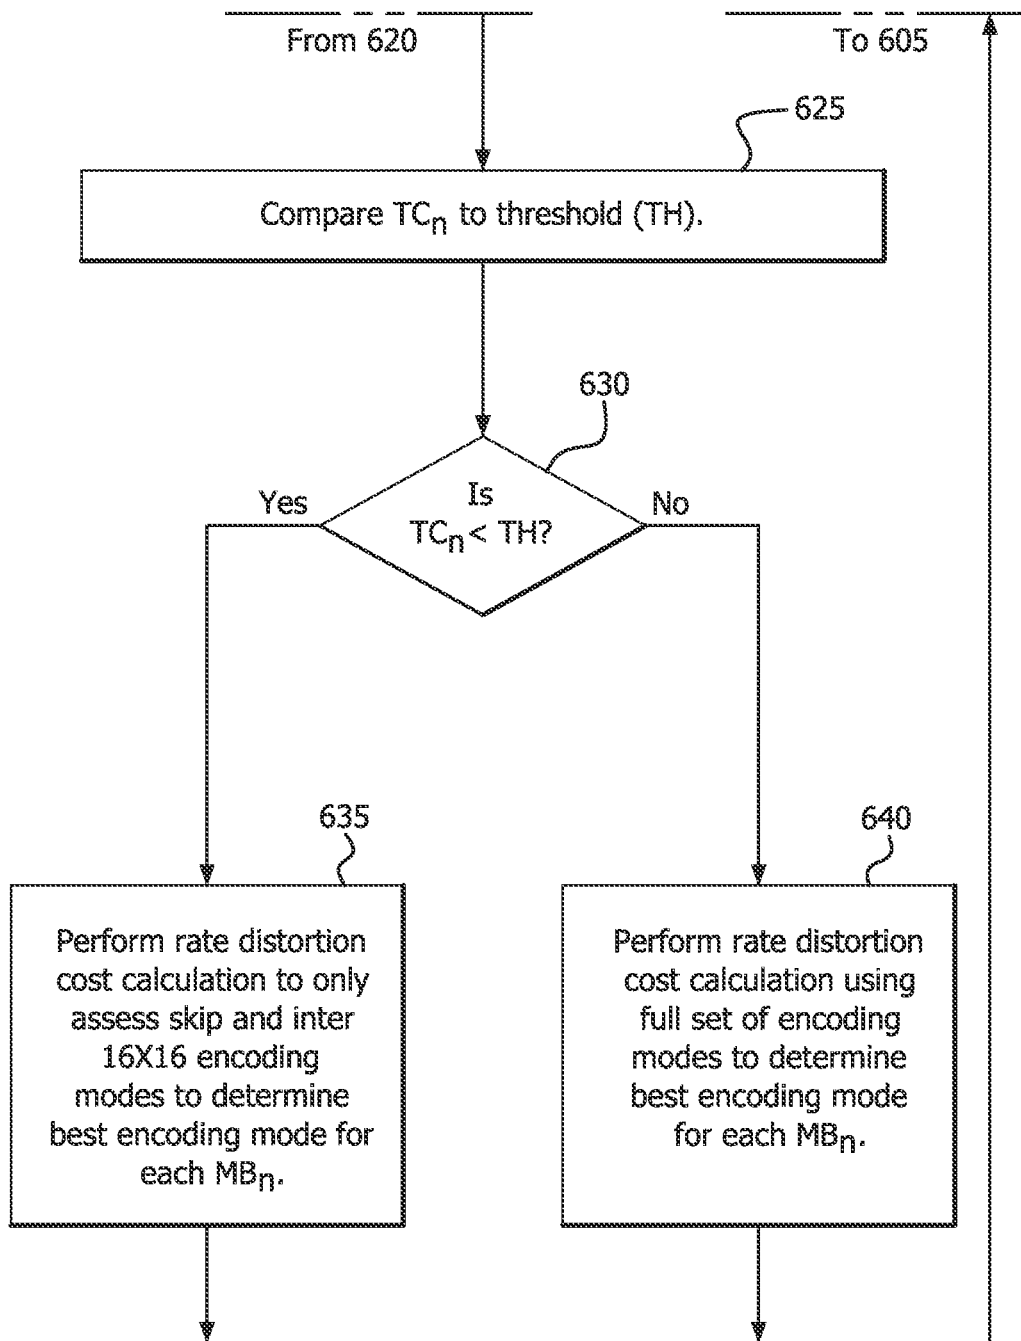 From 620
To 605
625
Compare TCn to threshold (TH).
630
Yes
Is
TCn < TH?
No
635
Perform rate distortion
cost calculation to only
assess skip and inter
16X16 encoding
modes to determine
best encoding mode for
each MBn.
640
Perform rate distortion
cost calculation using
full set of encoding
modes to determine
best encoding mode
for each MBn.